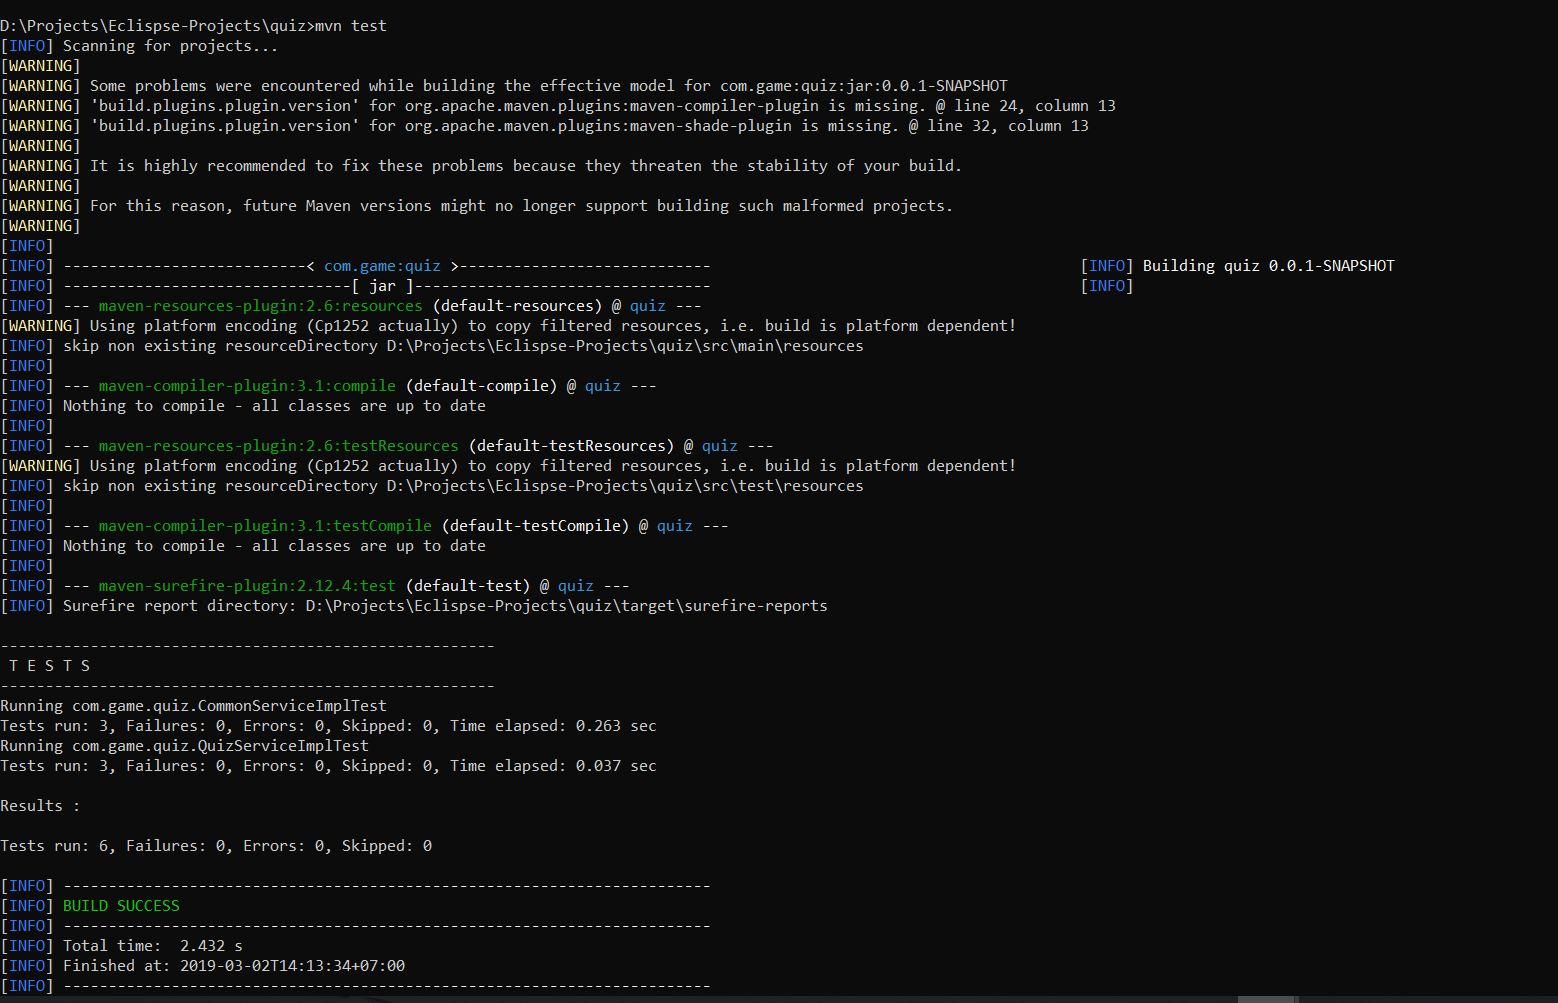 D:\Projects\Eclispse-Projects\quiz>mvn test
[INFO] Scanning for projects...
[WARNING]
[WARNING] Some problems were encountered while building the effective model for com.game:quiz:jar:0.0.1-SNAPSHOT
[WARNING] 'build.plugins.plugin.version' for org.apache.maven.plugins:maven-compiler-plugin is missing. @ line 24, column 13
[WARNING] 'build.plugins.plugin.version' for org.apache.maven.plugins:maven-shade-plugin is missing. @ line 32, column 13
[WARNING]
[WARNING] It is highly recommended to fix these problems because they threaten the stability of your build.
[WARNING]
[WARNING] For this reason, future Maven versions might no longer support building such malformed projects.
[WARNING]
[INFO]
[INFO] ---------------------------< com.game:quiz >---------------------------- [INFO] Building quiz 0.0.1-SNAPSHOT
[INFO] --------------------------------[ jar ]--------------------------------- [INFO]
[INFO] --- maven-resources-plugin:2.6:resources (default-resources) @ quiz ---
[WARNING] Using platform encoding (Cp1252 actually) to copy filtered resources, i.e. build is platform dependent!
[INFO] skip non existing resourceDirectory D:\Projects\Eclispse-Projects\quiz\src\main\resources
[INFO]
[INFO] --- maven-compiler-plugin:3.1:compile (default-compile) @ quiz ---
[INFO] Nothing to compile - all classes are up to date
[INFO]
[INFO] --- maven-resources-plugin:2.6:testResources (default-testResources) @ quiz ---
[WARNING] Using platform encoding (Cp1252 actually) to copy filtered resources, i.e. build is platform dependent!
[INFO] skip non existing resourceDirectory D:\Projects\Eclispse-Projects\quiz\src\test\resources
[INFO]
[INFO] --- maven-compiler-plugin:3.1:testCompile (default-testCompile) @ quiz ---
[INFO] Nothing to compile - all classes are up to date
[INFO]
[INFO] --- maven-surefire-plugin:2.12.4:test (default-test) @ quiz ---
[INFO] Surefire report directory: D:\Projects\Eclispse-Projects\quiz\target\surefire-reports
-------------------------------------------------------
T E S T S
-------------------------------------------------------
Running com.game.quiz.CommonServiceImplTest
Tests run: 3, Failures: 0, Errors: 0, Skipped: 0, Time elapsed: 0.263 sec
Running com.game.quiz.QuizServiceImplTest
Tests run: 3, Failures: 0, Errors: 0, Skipped: 0, Time elapsed: 0.037 sec
Results :
Tests run: 6, Failures: 0, Errors: 0, Skipped: 0
[INFO] ------------------------------------------------------------------------
[INFO] BUILD SUCCESS
[INFO] ------------------------------------------------------------------------
[INFO] Total time:  2.432 s
[INFO] Finished at: 2019-03-02T14:13:34+07:00
[INFO] ------------------------------------------------------------------------